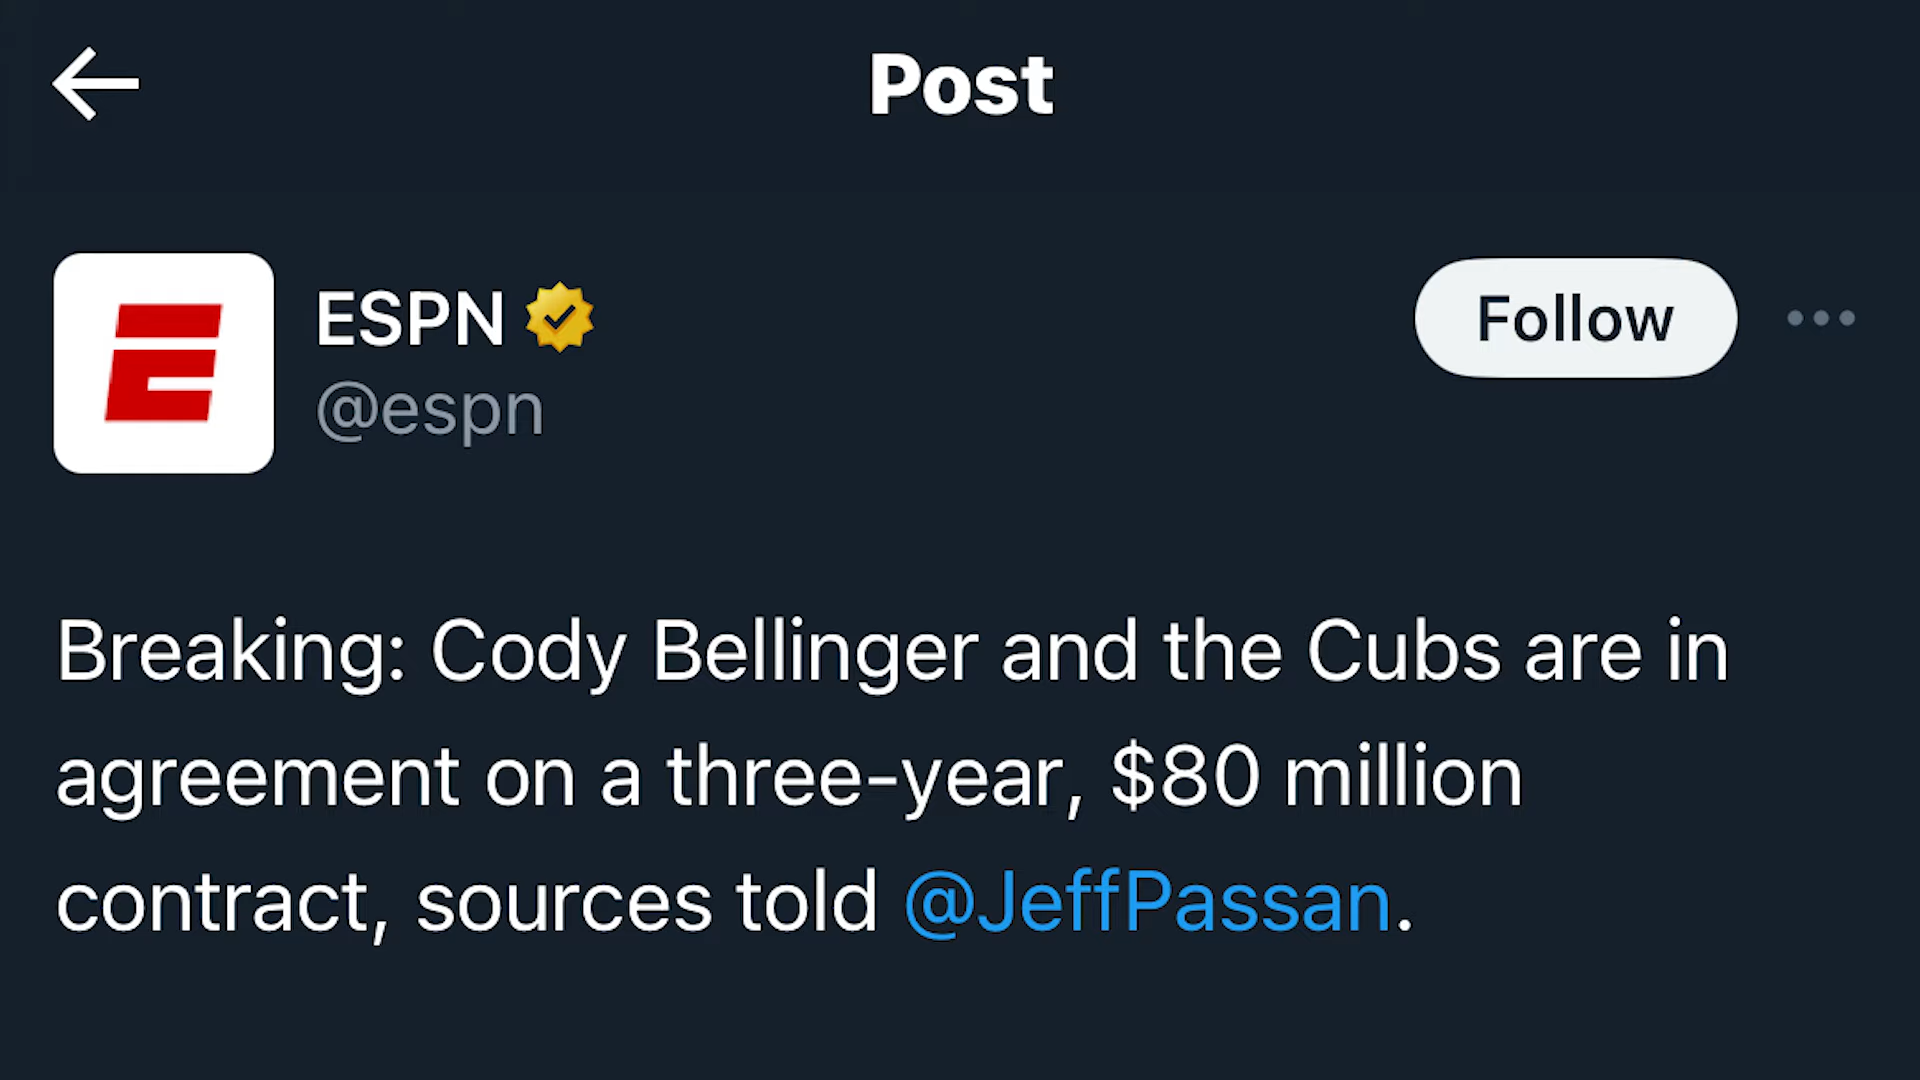 Post
ESPN
@espn
Follow
Breaking: Cody Bellinger and the Cubs are in
agreement on a three-year, $80 million
contract, sources told @JeffPassan.